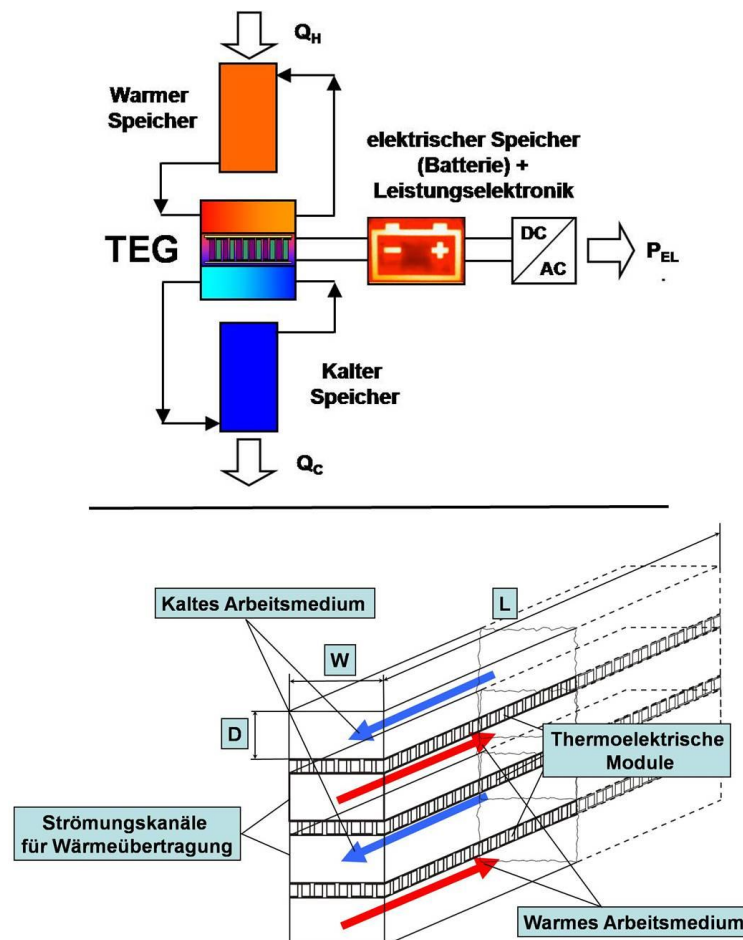 Q_H
Warmer
Speicher
elektrischer Speicher
(Batterie) +
Leistungselektronik
TEG
- +
DC
AC
P_EL
Kalter
Speicher
Q_C
Kaltes Arbeitsmedium
L
W
D
Thermoelektrische
Module
Strömungskanäle
für Wärmeübertragung
Warmes Arbeitsmedium